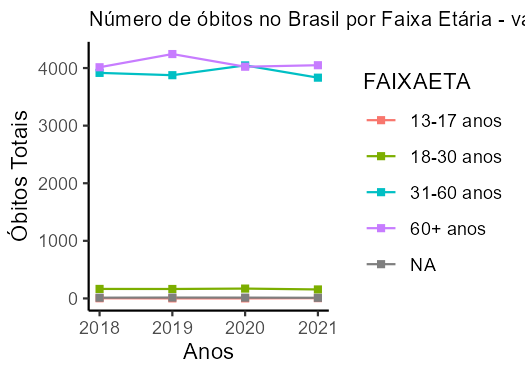 Número de óbitos no Brasil por Faixa Etária - va
Óbitos Totais
4000
3000
2000
1000
0
2018 2019 2020 2021
Anos
FAIXAETA
13-17 anos
18-30 anos
31-60 anos
60+ anos
NA